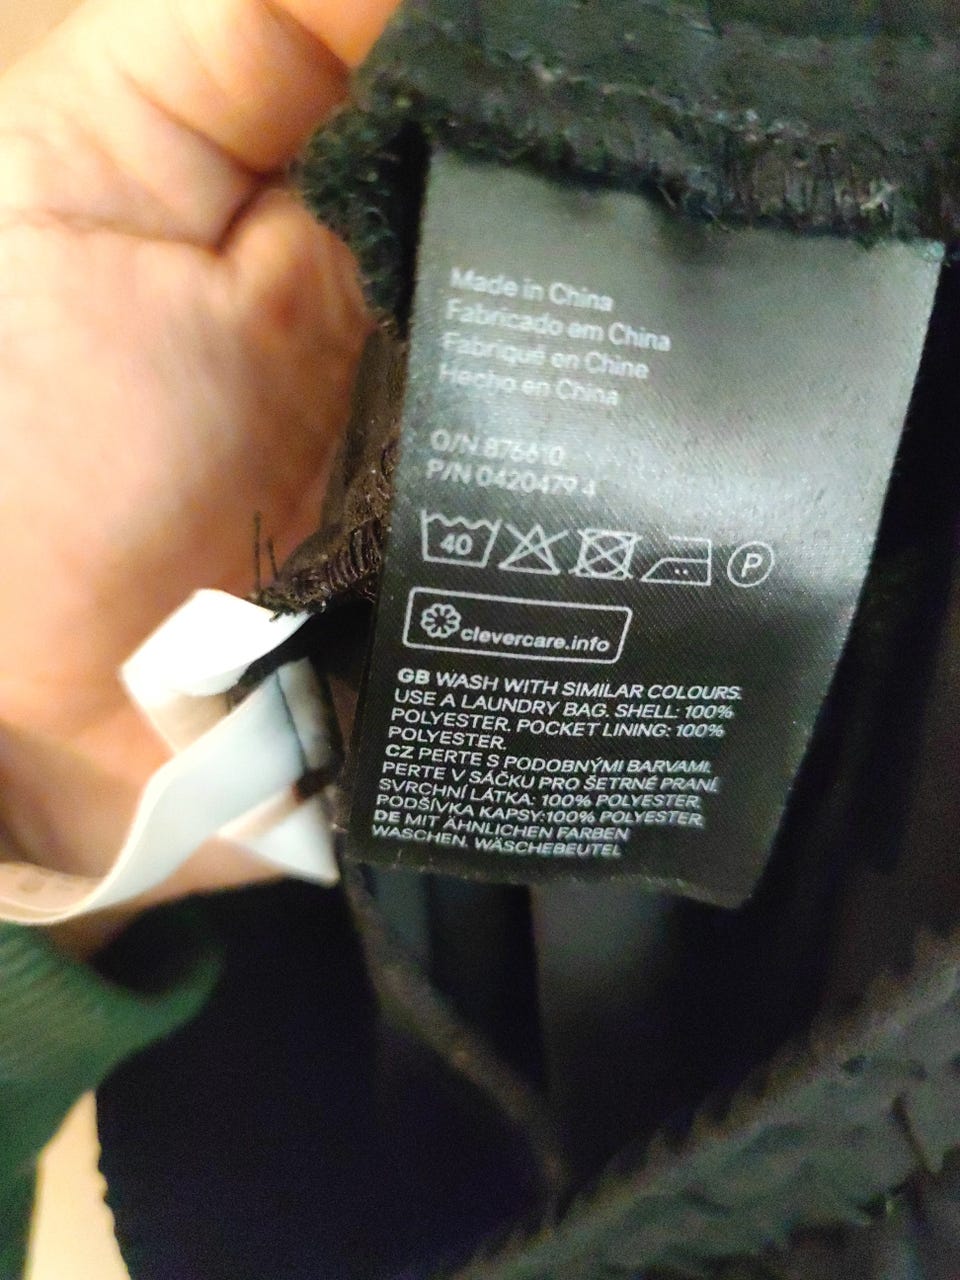 Made in China
Fabricado em China
Fabriqué en Chine
Hecho en China
O/N 876610
P/N 0420479 4
40
P
clevercare.info
GB WASH WITH SIMILAR COLOURS.
USE A LAUNDRY BAG. SHELL: 100%
POLYESTER. POCKET LINING: 100%
POLYESTER.
CZ PERTE S PODOBNÝMI BARVAMI.
PERTE V SÁČKU PRO ŠETRNÉ PRANÍ.
SVRCHNÍ LÁTKA: 100% POLYESTER.
PODŠÍVKA KAPSY:100% POLYESTER.
DE MIT ÄHNLICHEN FARBEN
WASCHEN. WÄSCHEBEUTEL